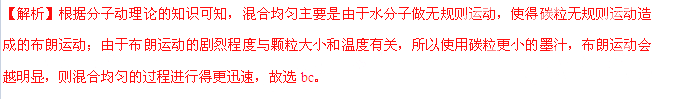 【解析】根据分子动理论的知识可知，混合均匀主要是由于水分子做无规则运动，使得碳粒无规则运动造
成的布朗运动；由于布朗运动的剧烈程度与颗粒大小和温度有关，所以使用碳粒更小的墨汁，布朗运动会
越明显，则混合均匀的过程进行得更迅速，故选 bc。